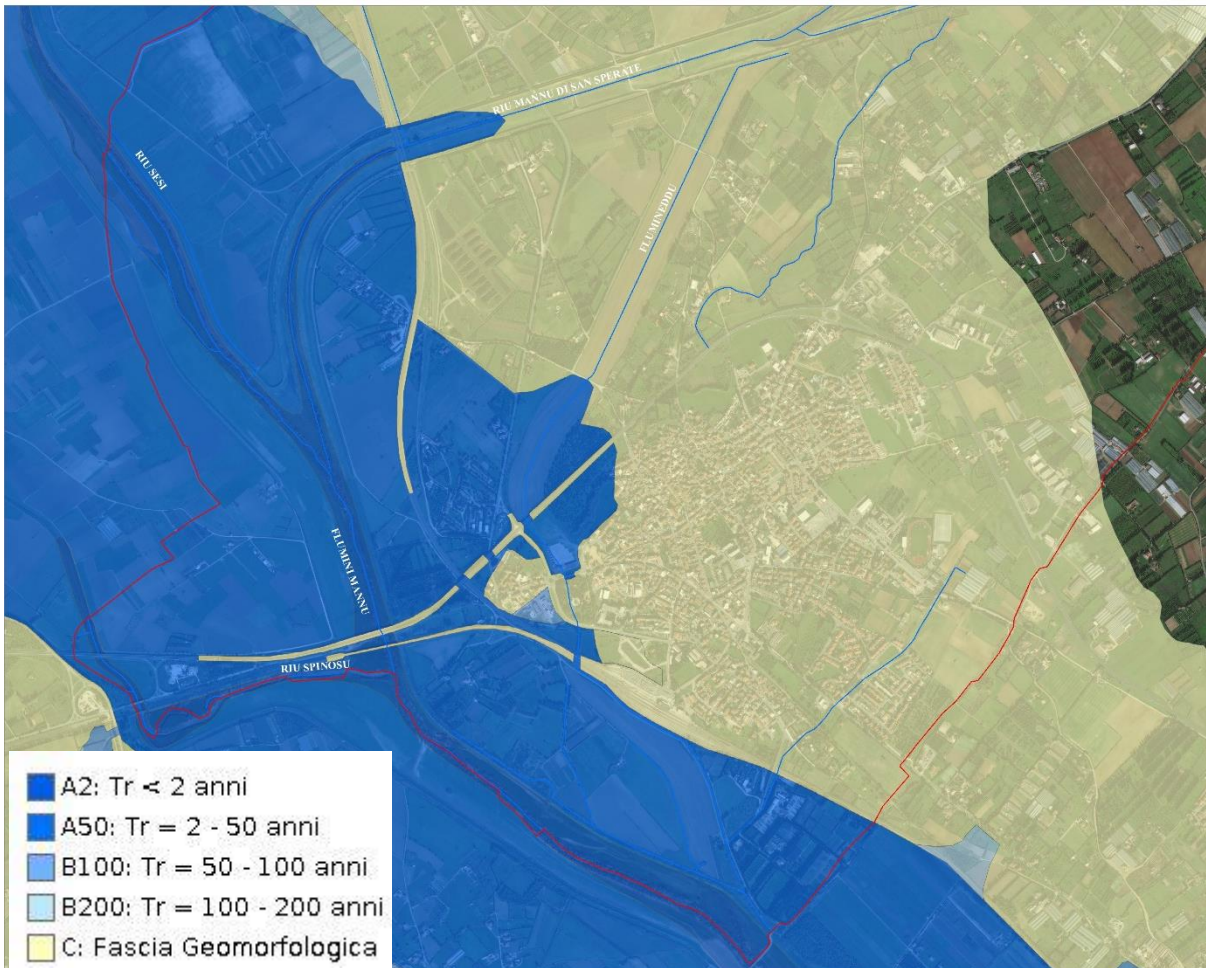 RIU MANNU DI SAN SPERATE
RIU SESI
FLUMINEDDU
FLUMINI MANNU
RIU SPINOSU
A2: Tr < 2 anni
A50: Tr = 2 - 50 anni
B100: Tr = 50 - 100 anni
B200: Tr = 100 - 200 anni
C: Fascia Geomorfologica